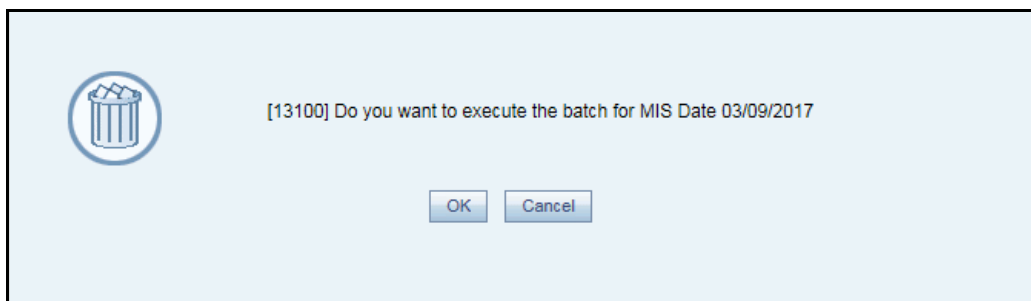 [13100] Do you want to execute the batch for MIS Date 03/09/2017
OK Cancel